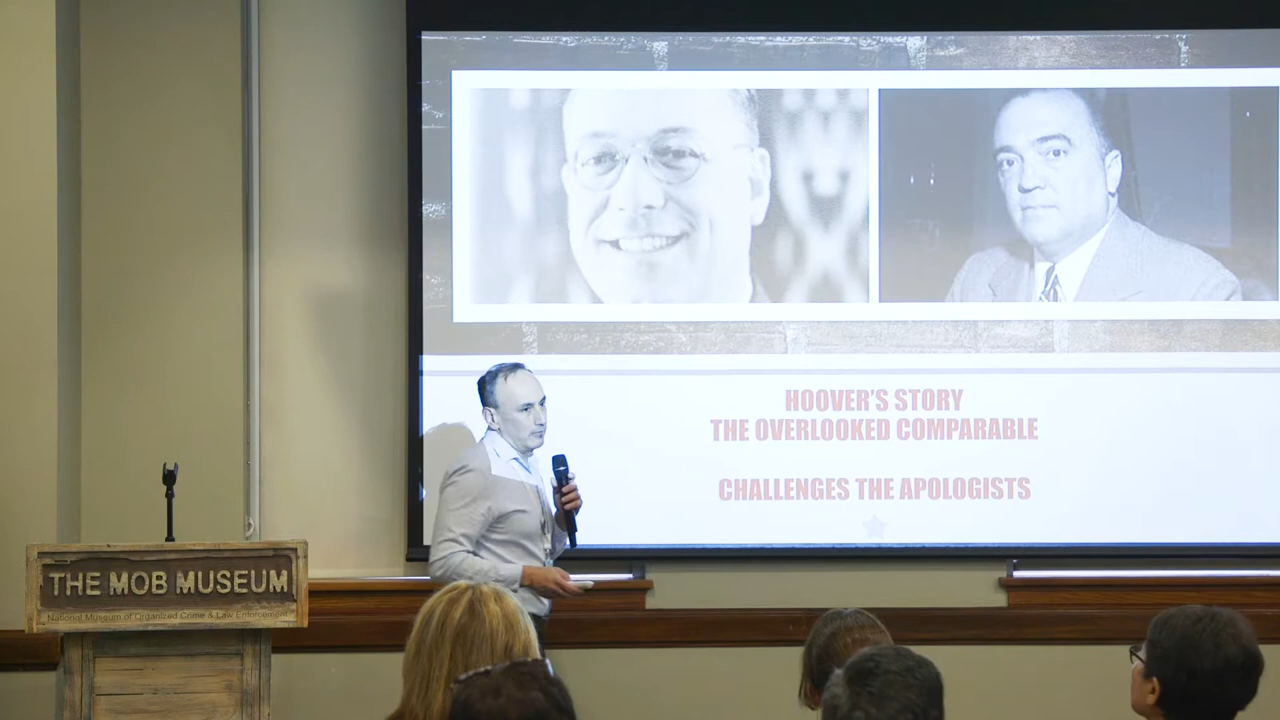 HOOVER'S STORY
THE OVERLOOKED COMPARABLE
CHALLENGES THE APOLOGISTS
THE MOB MUSEUM
National Museum of Organized Crime & Law Enforcement